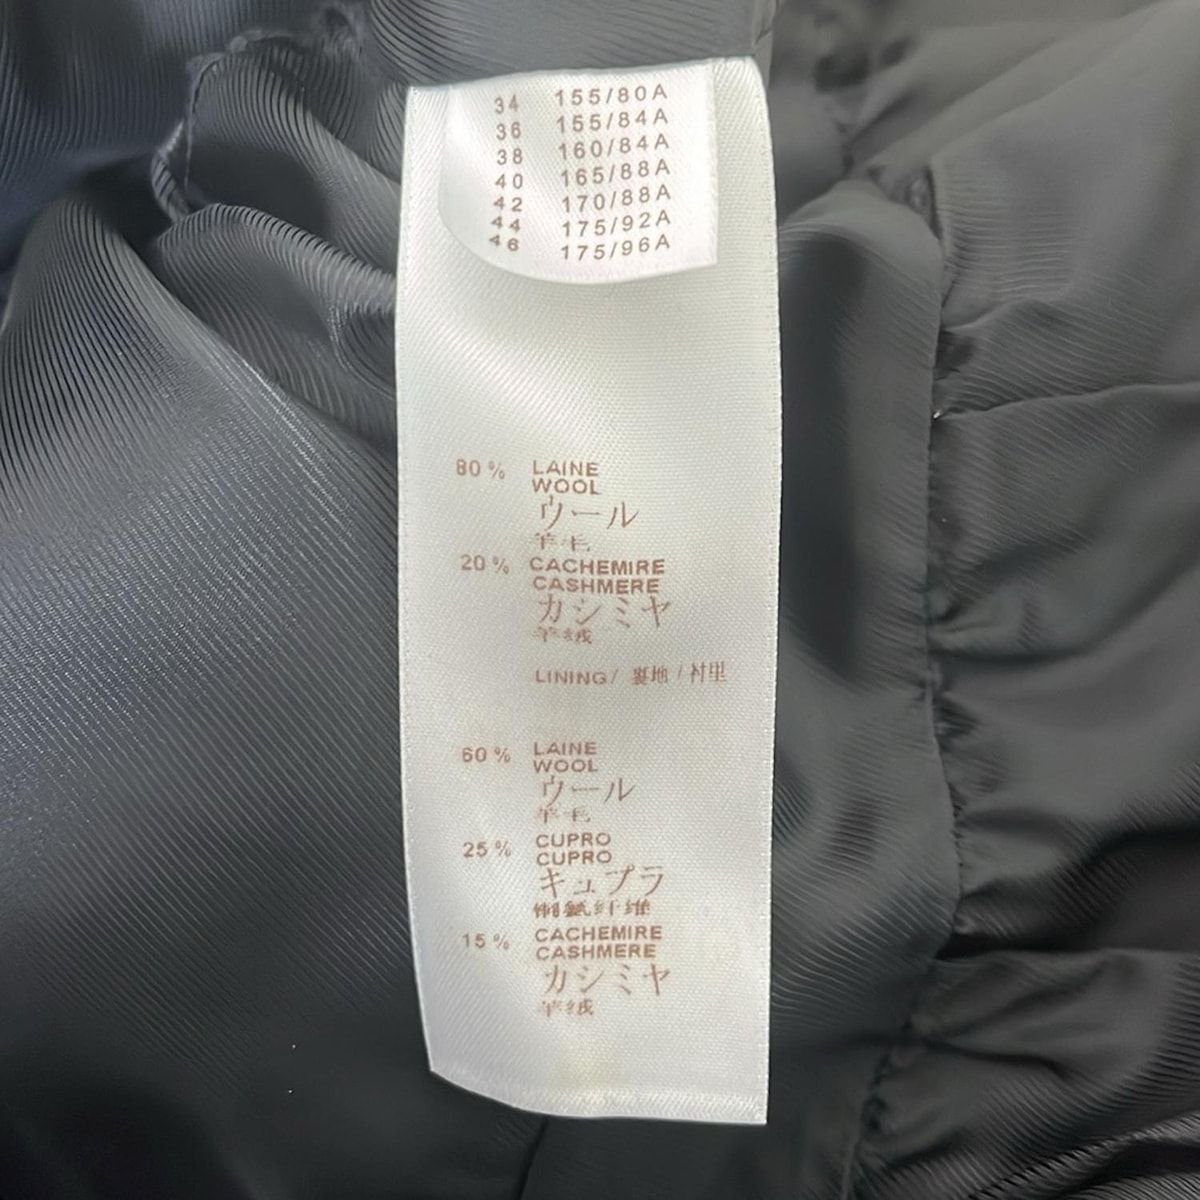 34 155/80A
36 155/84A
38 160/84A
40 165/88A
42 170/88A
44 175/92A
46 175/96A
80 % LAINE
WOOL
ウール
羊毛
20 % CACHEMIRE
CASHMERE
カシミヤ
羊绒
LINING / 裏地 / 衬里
60 % LAINE
WOOL
ウール
羊毛
25 % CUPRO
CUPRO
キュプラ
铜氨纤维
15 % CACHEMIRE
CASHMERE
カシミヤ
羊绒